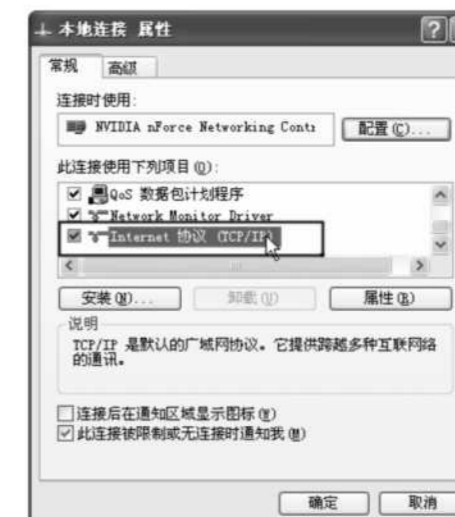 本地连接 属性
常规 高级
连接时使用:
NVIDIA nForce Networking Contr
配置(C)...
此连接使用下列项目(O):
QoS 数据包计划程序
Network Monitor Driver
Internet 协议 (TCP/IP)
安装(N)... 卸载(U) 属性(R)
说明
TCP/IP 是默认的广域网协议。它提供跨越多种互联网络
的通讯。
连接后在通知区域显示图标(W)
此连接被限制或无连接时通知我(M)
确定 取消